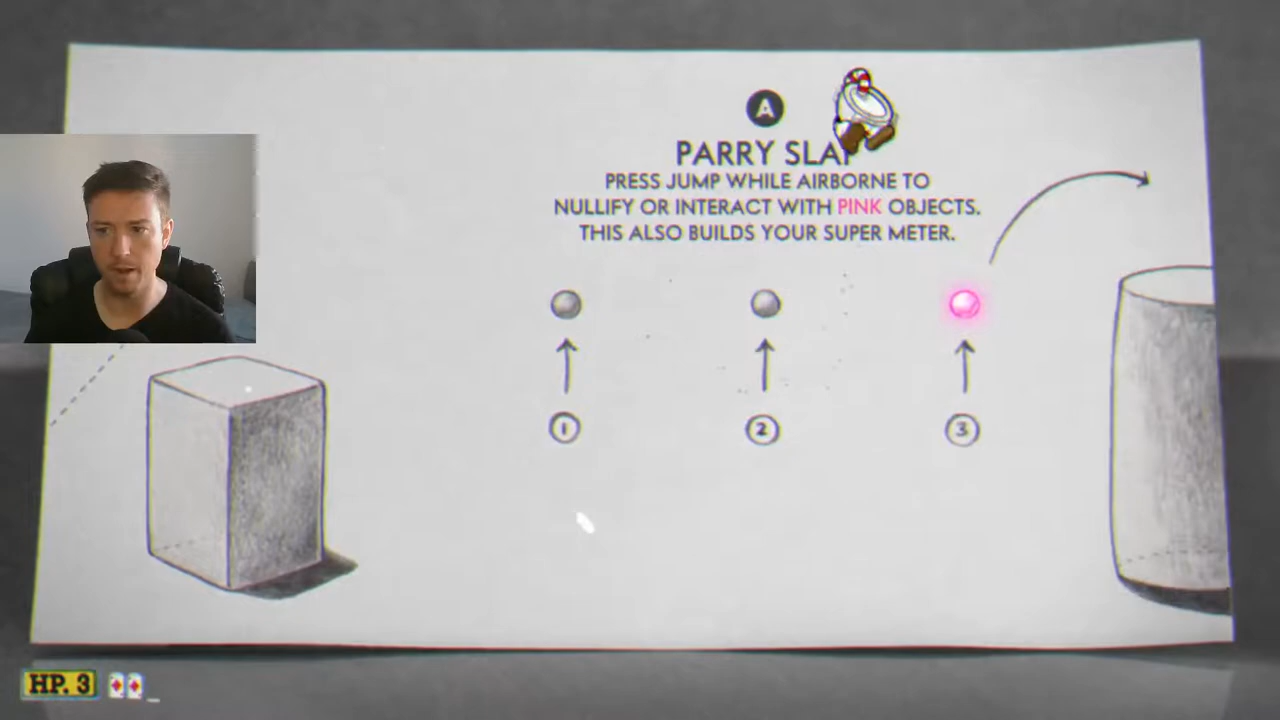 A
PARRY SLAP
PRESS JUMP WHILE AIRBORNE TO
NULLIFY OR INTERACT WITH PINK OBJECTS.
THIS ALSO BUILDS YOUR SUPER METER.
1 2 3
HP. 3